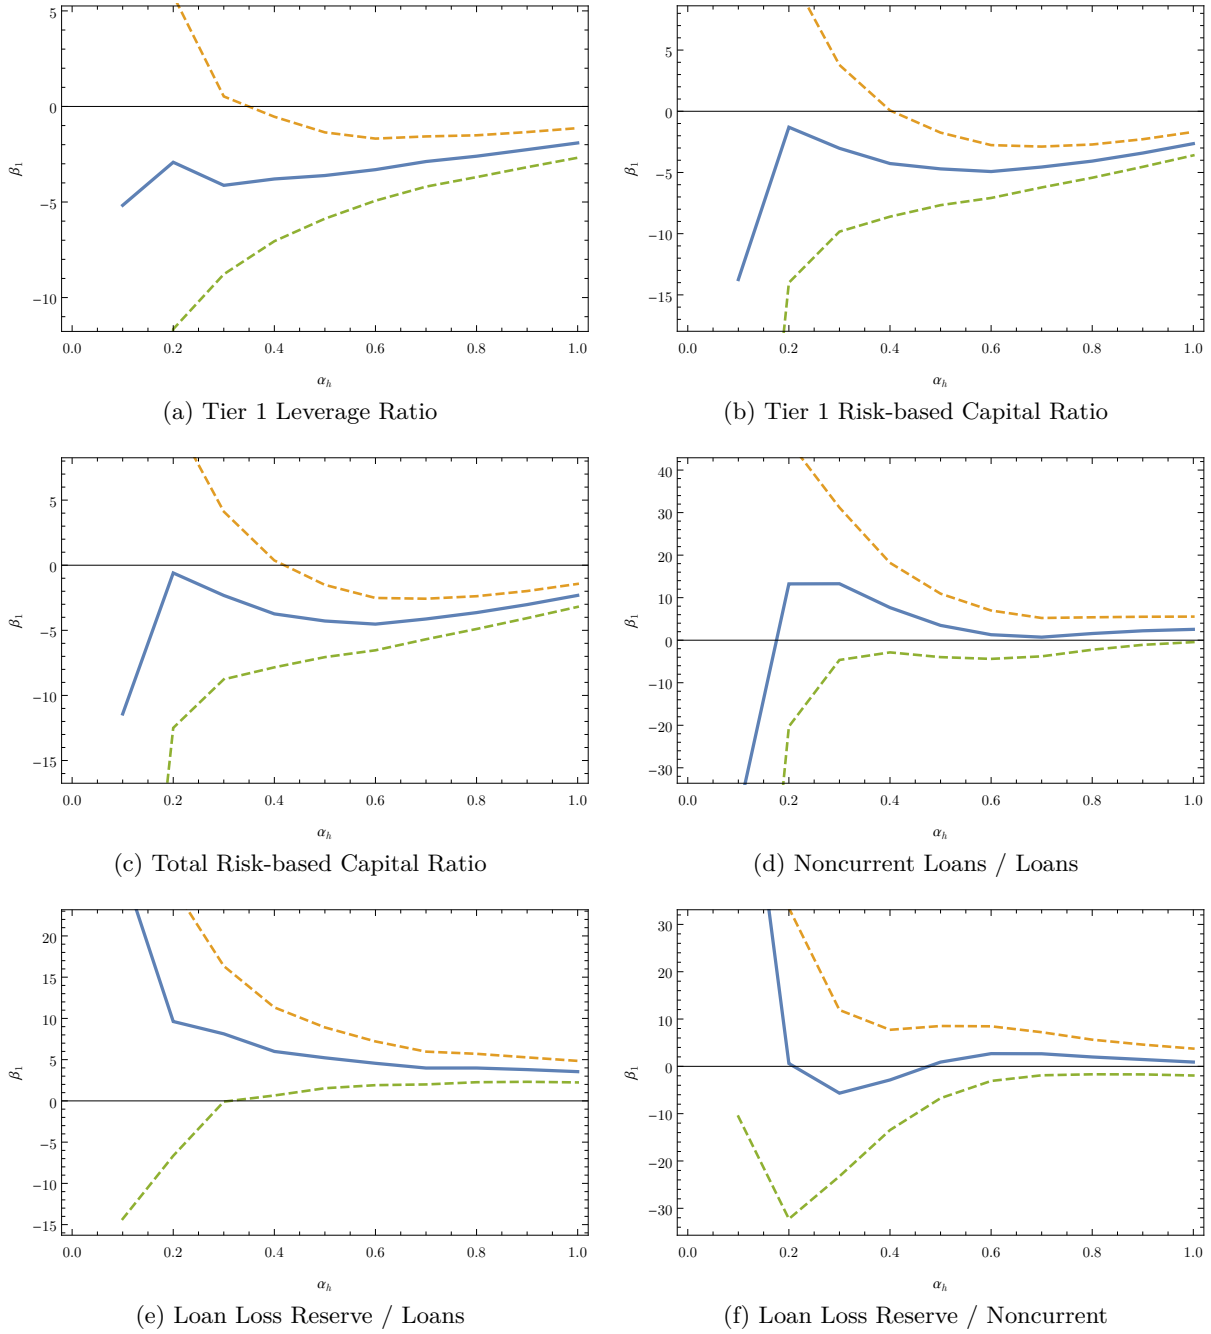 5
0
−5
−10
β₁
0.0 0.2 0.4 0.6 0.8 1.0
αₕ
(a) Tier 1 Leverage Ratio
5
0
−5
−10
−15
β₁
0.0 0.2 0.4 0.6 0.8 1.0
αₕ
(b) Tier 1 Risk-based Capital Ratio
5
0
−5
−10
−15
β₁
0.0 0.2 0.4 0.6 0.8 1.0
αₕ
(c) Total Risk-based Capital Ratio
40
30
20
10
0
−10
−20
−30
β₁
0.0 0.2 0.4 0.6 0.8 1.0
αₕ
(d) Noncurrent Loans / Loans
20
15
10
5
0
−5
−10
−15
β₁
0.0 0.2 0.4 0.6 0.8 1.0
αₕ
(e) Loan Loss Reserve / Loans
30
20
10
0
−10
−20
−30
β₁
0.0 0.2 0.4 0.6 0.8 1.0
αₕ
(f) Loan Loss Reserve / Noncurrent